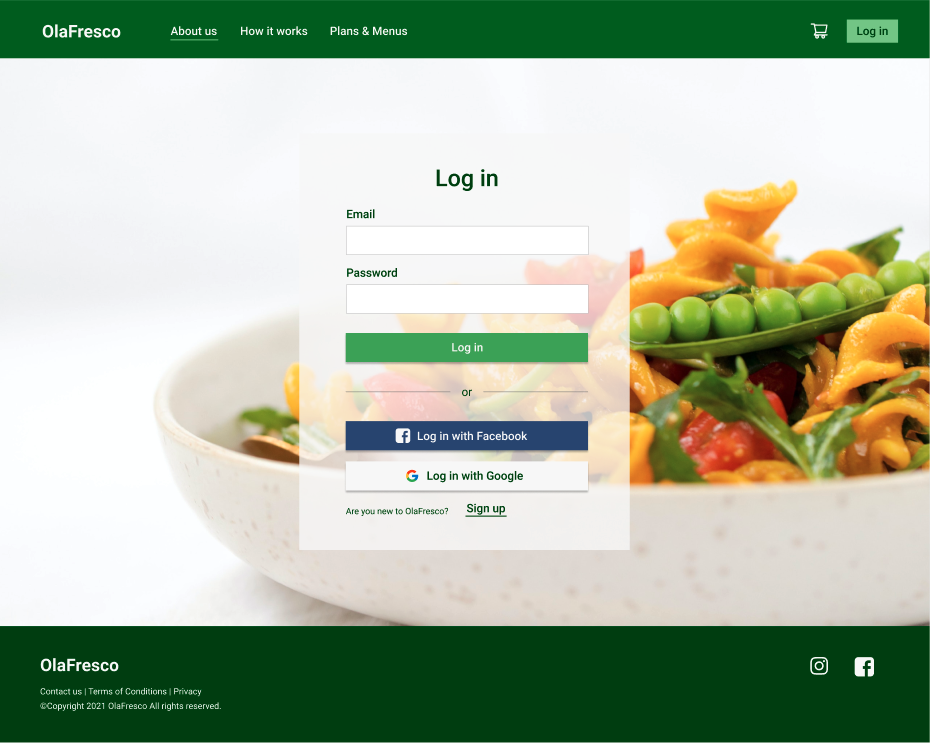 OlaFresco
About us How it works Plans & Menus
Log in
Log in
Email
Password
Log in
or
Log in with Facebook
Log in with Google
Are you new to OlaFresco? Sign up
OlaFresco
Contact us | Terms of Conditions | Privacy
©Copyright 2021 OlaFresco All rights reserved.